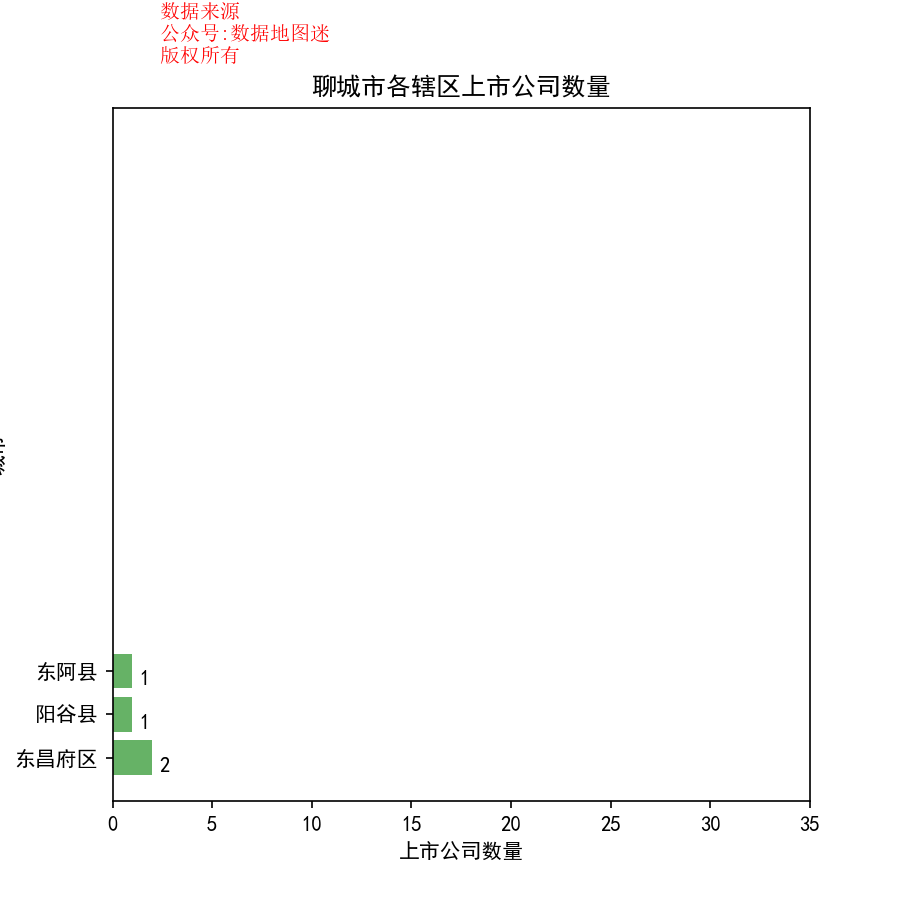 数据来源
公众号:数据地图迷
版权所有
聊城市各辖区上市公司数量
东阿县
1
阳谷县
1
东昌府区
2
0 5 10 15 20 25 30 35
上市公司数量